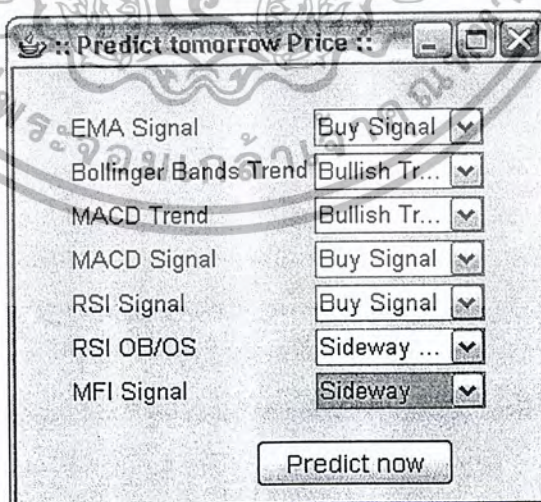 :: Predict tomorrow Price ::
EMA Signal Buy Signal
Bollinger Bands Trend Bullish Tr...
MACD Trend Bullish Tr...
MACD Signal Buy Signal
RSI Signal Buy Signal
RSI OB/OS Sideway ...
MFI Signal Sideway
Predict now